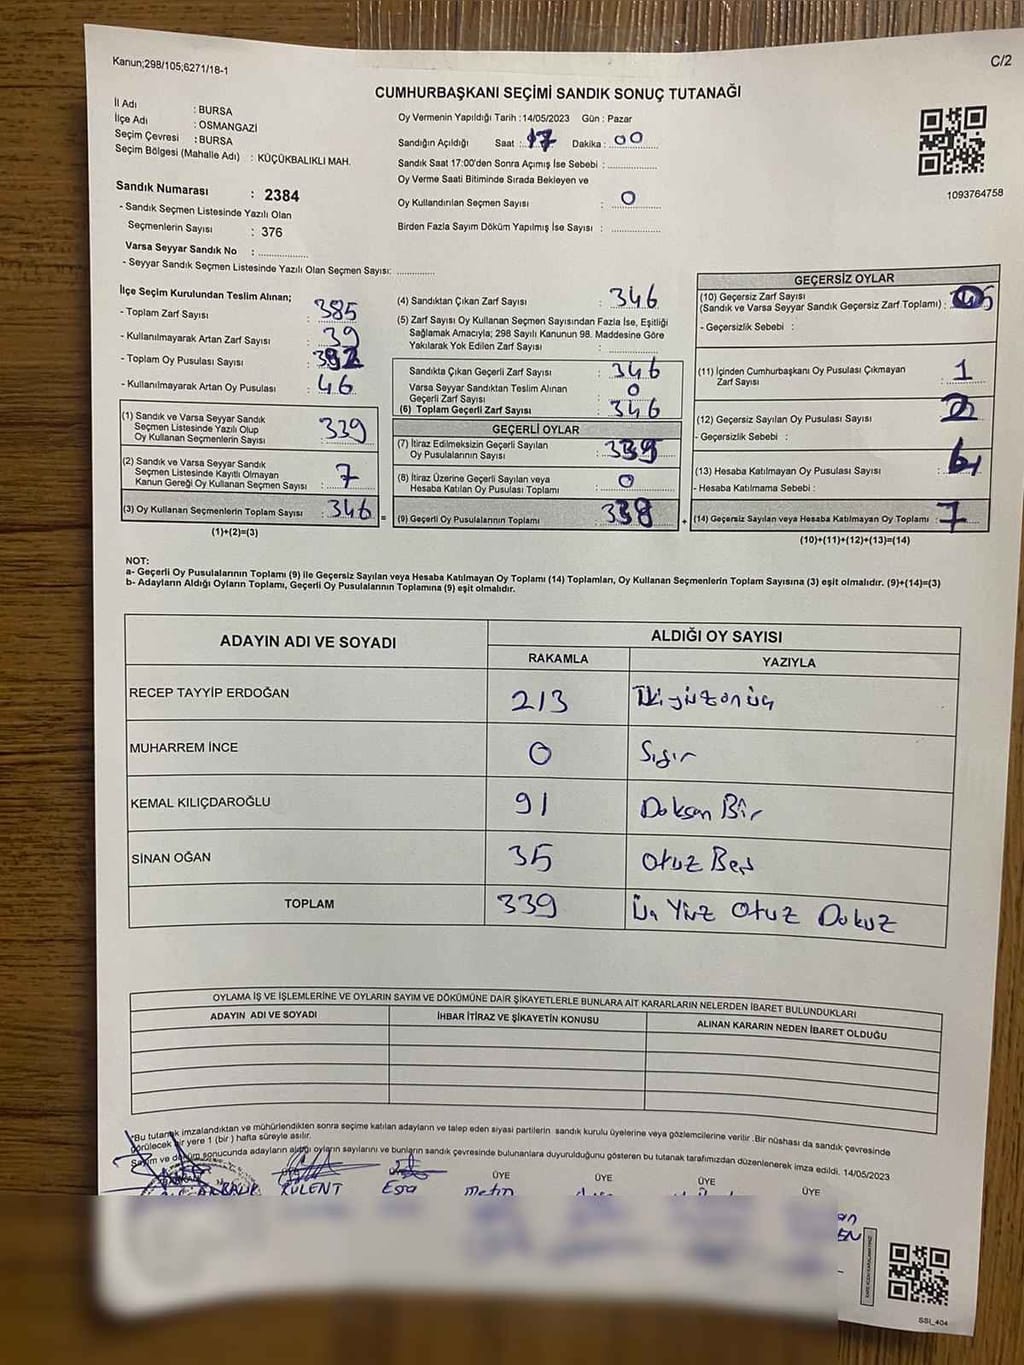 Kanun;298/105;6271/18-1
C/2
CUMHURBAŞKANI SEÇİMİ SANDIK SONUÇ TUTANAĞI
İl Adı : BURSA
İlçe Adı : OSMANGAZİ
Seçim Çevresi : BURSA
Seçim Bölgesi (Mahalle Adı) : KÜÇÜKBALIKLI MAH.
Sandık Numarası : 2384
- Sandık Seçmen Listesinde Yazılı Olan
Seçmenlerin Sayısı : 376
Varsa Seyyar Sandık No :
- Seyyar Sandık Seçmen Listesinde Yazılı Olan Seçmen Sayısı:
Oy Vermenin Yapıldığı Tarih :14/05/2023 Gün : Pazar
Sandığın Açıldığı Saat : 17 Dakika : 00
Sandık Saat 17:00'den Sonra Açımış İse Sebebi :
Oy Verme Saati Bitiminde Sırada Bekleyen ve
Oy Kullandırılan Seçmen Sayısı : 0
Birden Fazla Sayım Döküm Yapılmış İse Sayısı :
1093764758
İlçe Seçim Kurulundan Teslim Alınan;
- Toplam Zarf Sayısı : 385
- Kullanılmayarak Artan Zarf Sayısı : 39
- Toplam Oy Pusulası Sayısı :
- Kullanılmayarak Artan Oy Pusulası : 46
(1) Sandık ve Varsa Seyyar Sandık
Seçmen Listesinde Yazılı Olup
Oy Kullanan Seçmenlerin Sayısı : 339
(2) Sandık ve Varsa Seyyar Sandık
Seçmen Listesinde Kayıtlı Olmayan
Kanun Gereği Oy Kullanan Seçmen Sayısı : 7
(3) Oy Kullanan Seçmenlerin Toplam Sayısı : 346
(1)+(2)=(3)
=
(4) Sandıktan Çıkan Zarf Sayısı : 346
(5) Zarf Sayısı Oy Kullanan Seçmen Sayısından Fazla İse, Eşitliği
Sağlamak Amacıyla; 298 Sayılı Kanunun 98. Maddesine Göre
Yakılarak Yok Edilen Zarf Sayısı :
Sandıkta Çıkan Geçerli Zarf Sayısı : 346
Varsa Seyyar Sandıktan Teslim Alınan
Geçerli Zarf Sayısı : 0
(6) Toplam Geçerli Zarf Sayısı : 346
GEÇERLİ OYLAR
(7) İtiraz Edilmeksizin Geçerli Sayılan
Oy Pusulalarının Sayısı : 339
(8) İtiraz Üzerine Geçerli Sayılan veya
Hesaba Katılan Oy Pusulası Toplamı : 0
(9) Geçerli Oy Pusulalarının Toplamı :
+
GEÇERSİZ OYLAR
(10) Geçersiz Zarf Sayısı
(Sandık ve Varsa Seyyar Sandık Geçersiz Zarf Toplamı) :
- Geçersizlik Sebebi :
(11) İçinden Cumhurbaşkanı Oy Pusulası Çıkmayan
Zarf Sayısı : 1
(12) Geçersiz Sayılan Oy Pusulası Sayısı :
- Geçersizlik Sebebi :
(13) Hesaba Katılmayan Oy Pusulası Sayısı :
- Hesaba Katılmama Sebebi :
(14) Geçersiz Sayılan veya Hesaba Katılmayan Oy Toplamı : 7
(10)+(11)+(12)+(13)=(14)
NOT:
a- Geçerli Oy Pusulalarının Toplamı (9) ile Geçersiz Sayılan veya Hesaba Katılmayan Oy Toplamı (14) Toplamları, Oy Kullanan Seçmenlerin Toplam Sayısına (3) eşit olmalıdır. (9)+(14)=(3)
b- Adayların Aldığı Oyların Toplamı, Geçerli Oy Pusulalarının Toplamına (9) eşit olmalıdır.
ADAYIN ADI VE SOYADI
ALDIĞI OY SAYISI
RAKAMLA YAZIYLA
RECEP TAYYİP ERDOĞAN 213 İkiyüzonüç
MUHARREM İNCE 0 Sıfır
KEMAL KILIÇDAROĞLU 91 Doksan Bir
SİNAN OĞAN 35 Otuz Beş
TOPLAM 339 Üç Yüz Otuz Dokuz
OYLAMA İŞ VE İŞLEMLERİNE VE OYLARIN SAYIM VE DÖKÜMÜNE DAİR ŞİKAYETLERLE BUNLARA AİT KARARLARIN NELERDEN İBARET BULUNDUKLARI
ADAYIN ADI VE SOYADI İHBAR İTİRAZ VE ŞİKAYETİN KONUSU ALINAN KARARIN NEDEN İBARET OLDUĞU
*Bu tutanak imzalandıktan ve mühürlendikten sonra seçime katılan adayların ve talep eden siyasi partilerin sandık kurulu üyelerine veya gözlemcilerine verilir .Bir nüshası da sandık çevresinde
görülecek bir yere 1 (bir ) hafta süreyle asılır.
Sayım ve döküm sonucunda adayların aldığı oyların sayılarını ve bunların sandık çevresinde bulunanlara duyurulduğunu gösteren bu tutanak tarafımızdan düzenlenerek imza edildi. 14/05/2023
ÜYE ÜYE ÜYE ÜYE
BÜLENT Esra Metin
SSI_404